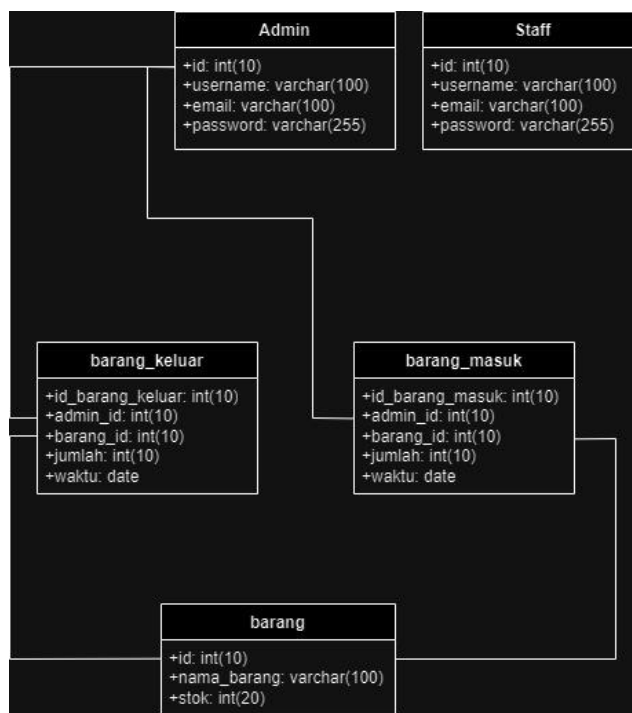 Admin
+id: int(10)
+username: varchar(100)
+email: varchar(100)
+password: varchar(255)
Staff
+id: int(10)
+username: varchar(100)
+email: varchar(100)
+password: varchar(255)
barang_keluar
+id_barang_keluar: int(10)
+admin_id: int(10)
+barang_id: int(10)
+jumlah: int(10)
+waktu: date
barang_masuk
+id_barang_masuk: int(10)
+admin_id: int(10)
+barang_id: int(10)
+jumlah: int(10)
+waktu: date
barang
+id: int(10)
+nama_barang: varchar(100)
+stok: int(20)